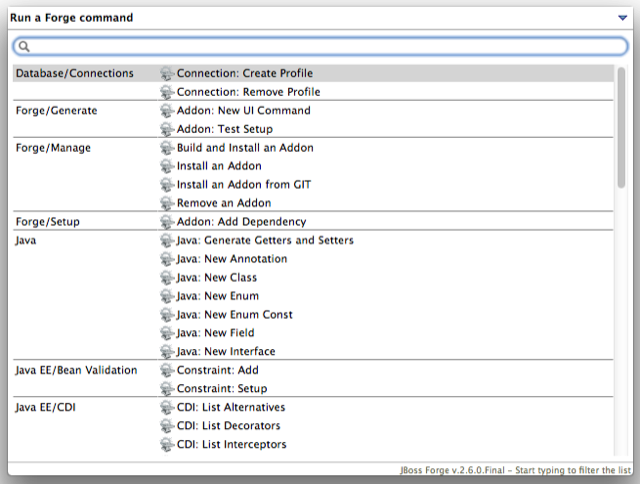 Run a Forge command
Database/Connections Connection: Create Profile
Connection: Remove Profile
Forge/Generate Addon: New UI Command
Addon: Test Setup
Forge/Manage Build and Install an Addon
Install an Addon
Install an Addon from GIT
Remove an Addon
Forge/Setup Addon: Add Dependency
Java Java: Generate Getters and Setters
Java: New Annotation
Java: New Class
Java: New Enum
Java: New Enum Const
Java: New Field
Java: New Interface
Java EE/Bean Validation Constraint: Add
Constraint: Setup
Java EE/CDI CDI: List Alternatives
CDI: List Decorators
CDI: List Interceptors
JBoss Forge v.2.6.0.Final - Start typing to filter the list